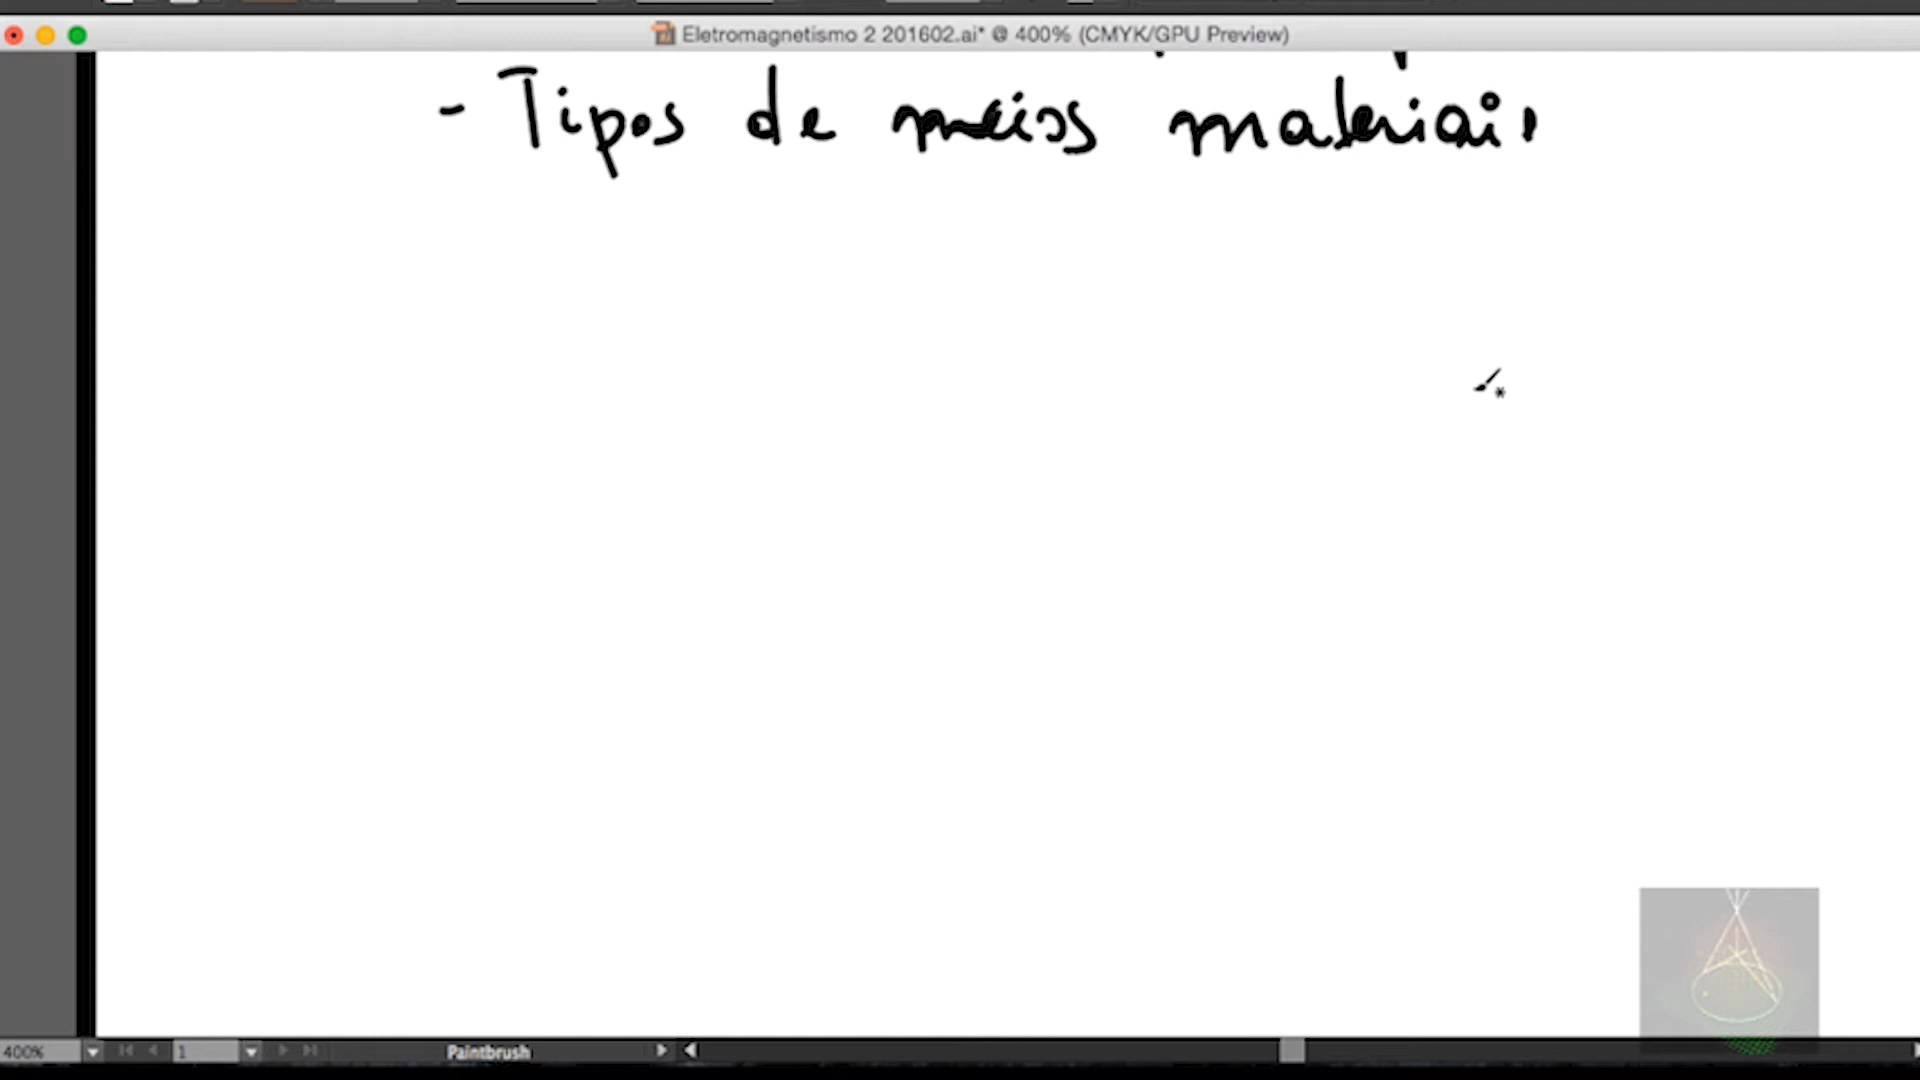 Eletromagnetismo 2 201602.ai* @ 400% (CMYK/GPU Preview)
- Tipos de meios materiais
400%
1
Paintbrush